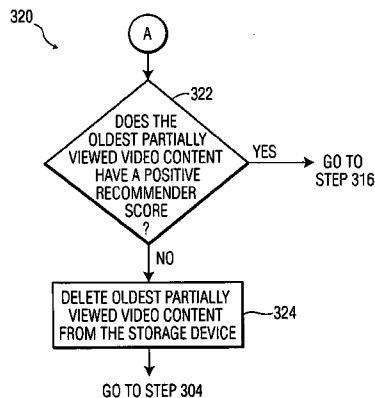 320
A
322
DOES THE
OLDEST PARTIALLY
VIEWED VIDEO CONTENT
HAVE A POSITIVE
RECOMMENDER
SCORE
?
YES
GO TO
STEP 316
NO
DELETE OLDEST PARTIALLY
VIEWED VIDEO CONTENT
FROM THE STORAGE DEVICE
324
GO TO STEP 304